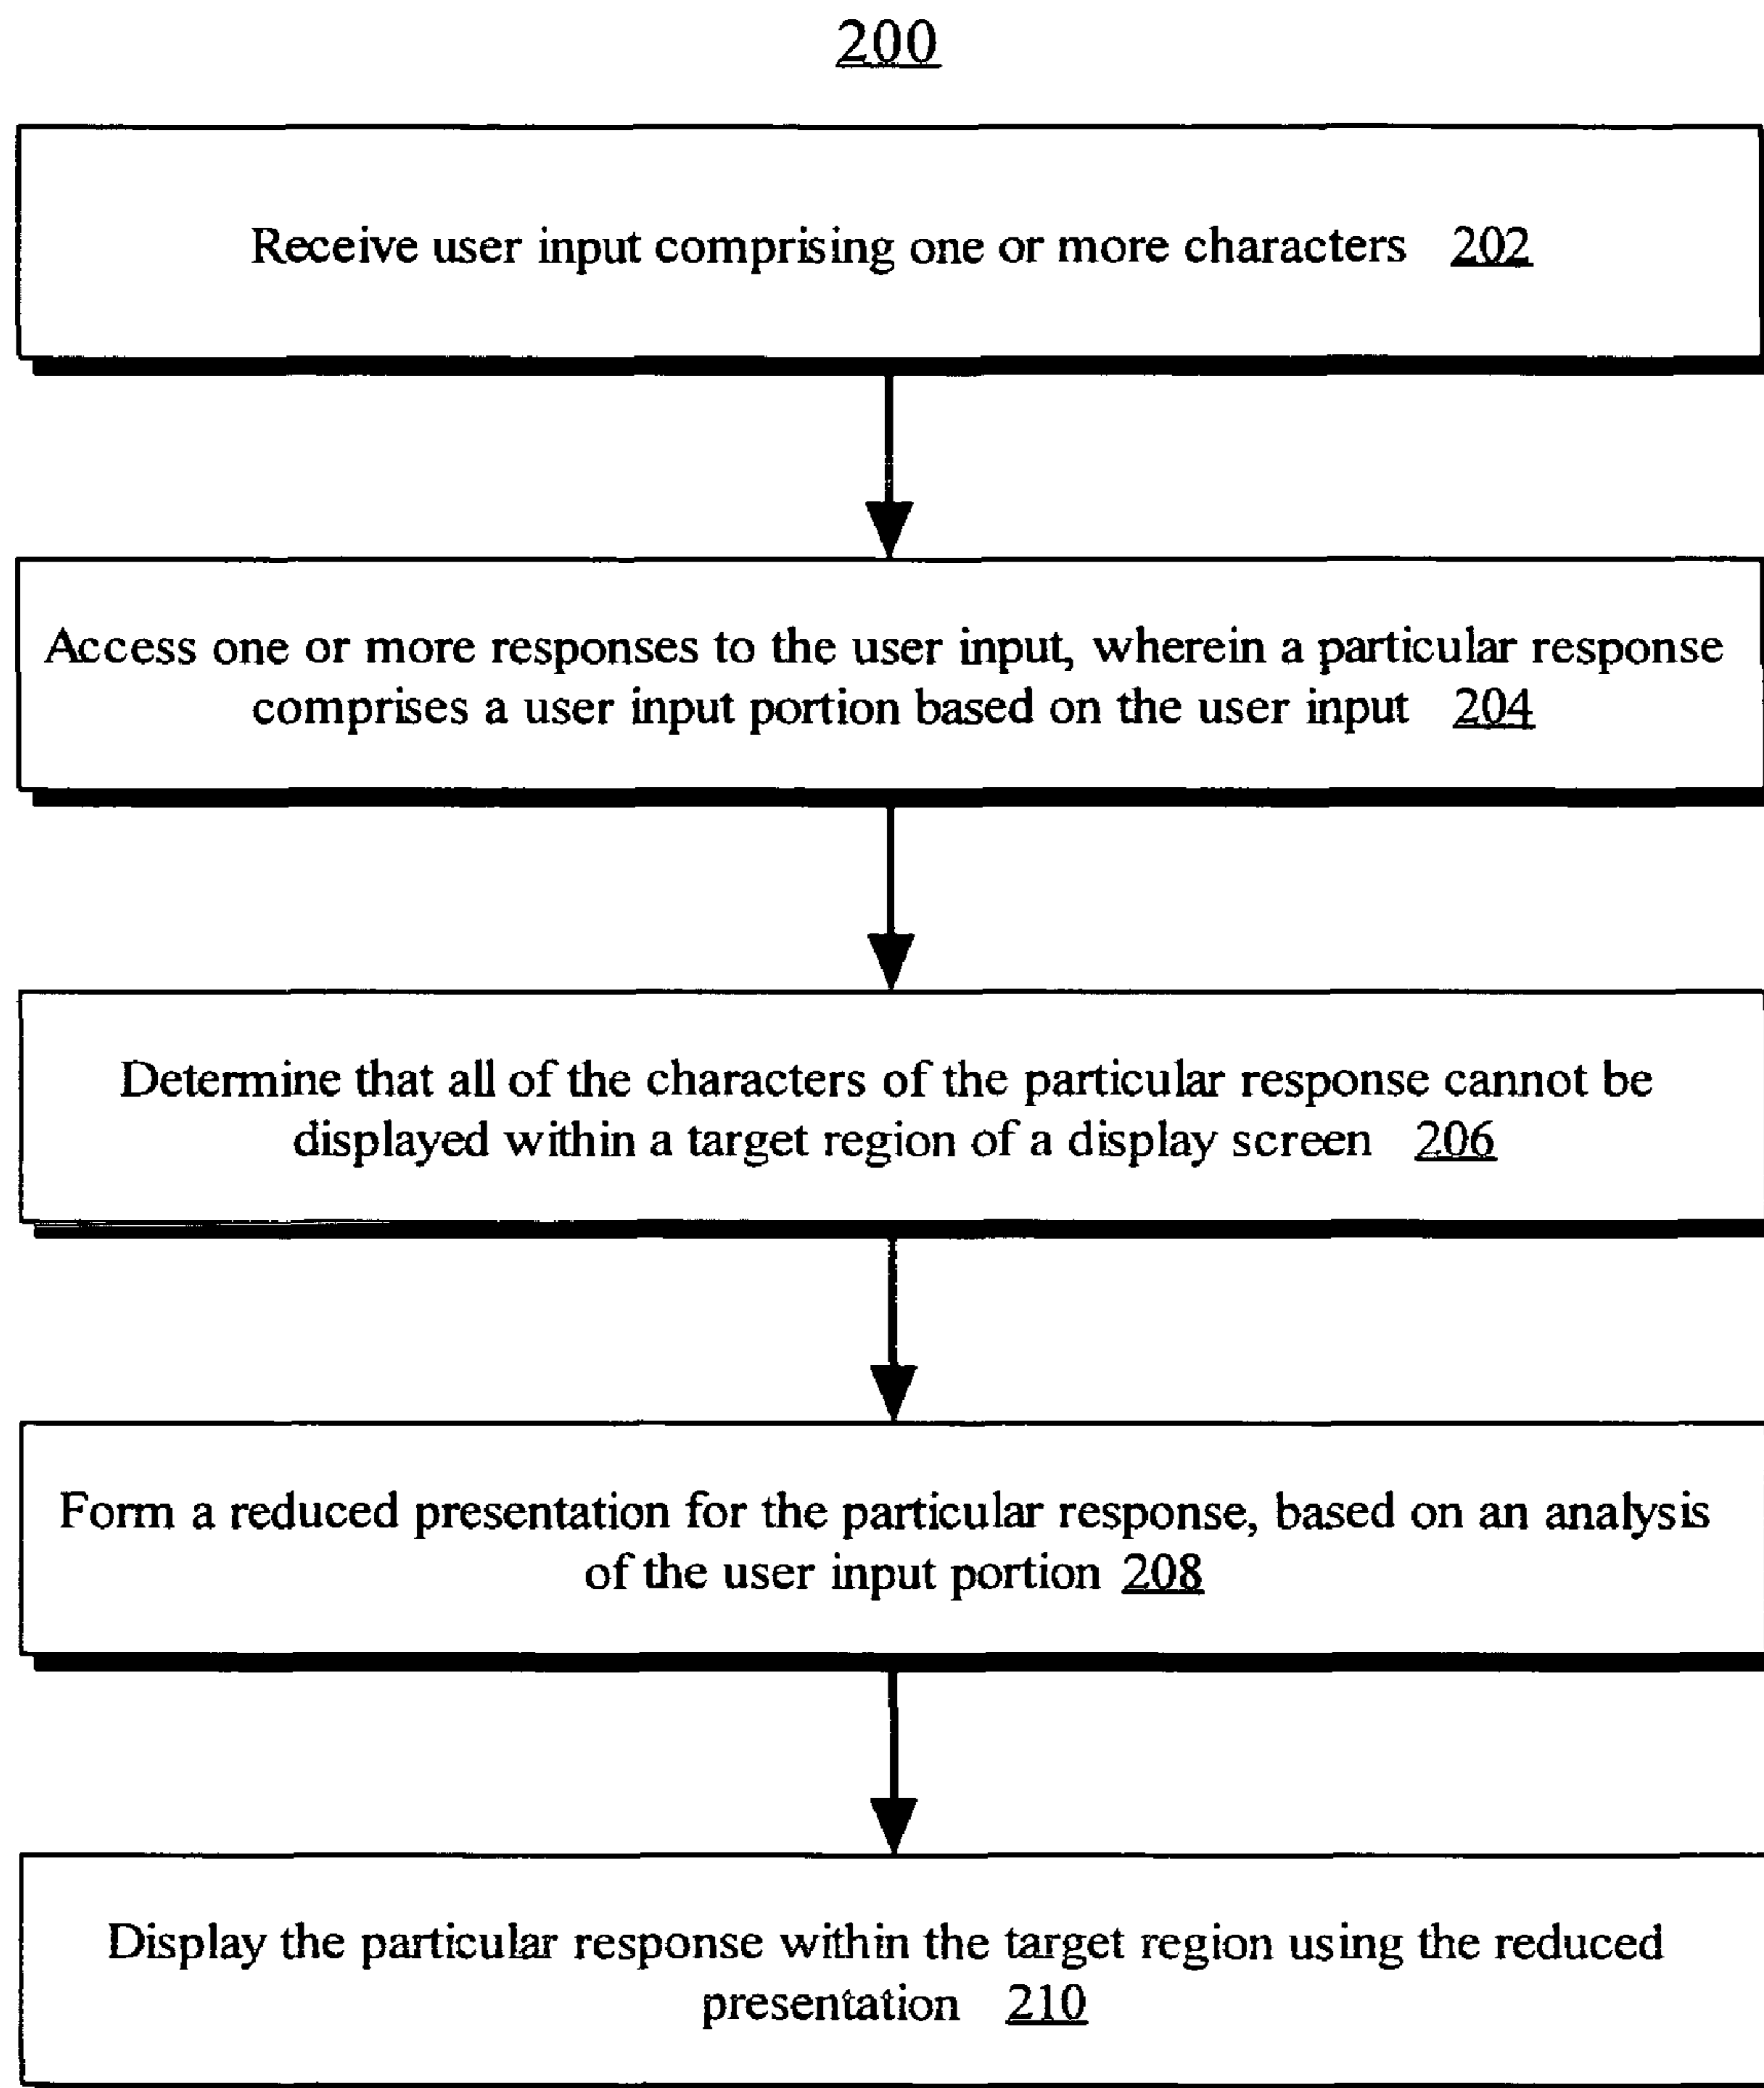 200
Receive user input comprising one or more characters 202
Access one or more responses to the user input, wherein a particular response
comprises a user input portion based on the user input 204
Determine that all of the characters of the particular response cannot be
displayed within a target region of a display screen 206
Form a reduced presentation for the particular response, based on an analysis
of the user input portion 208
Display the particular response within the target region using the reduced
presentation 210